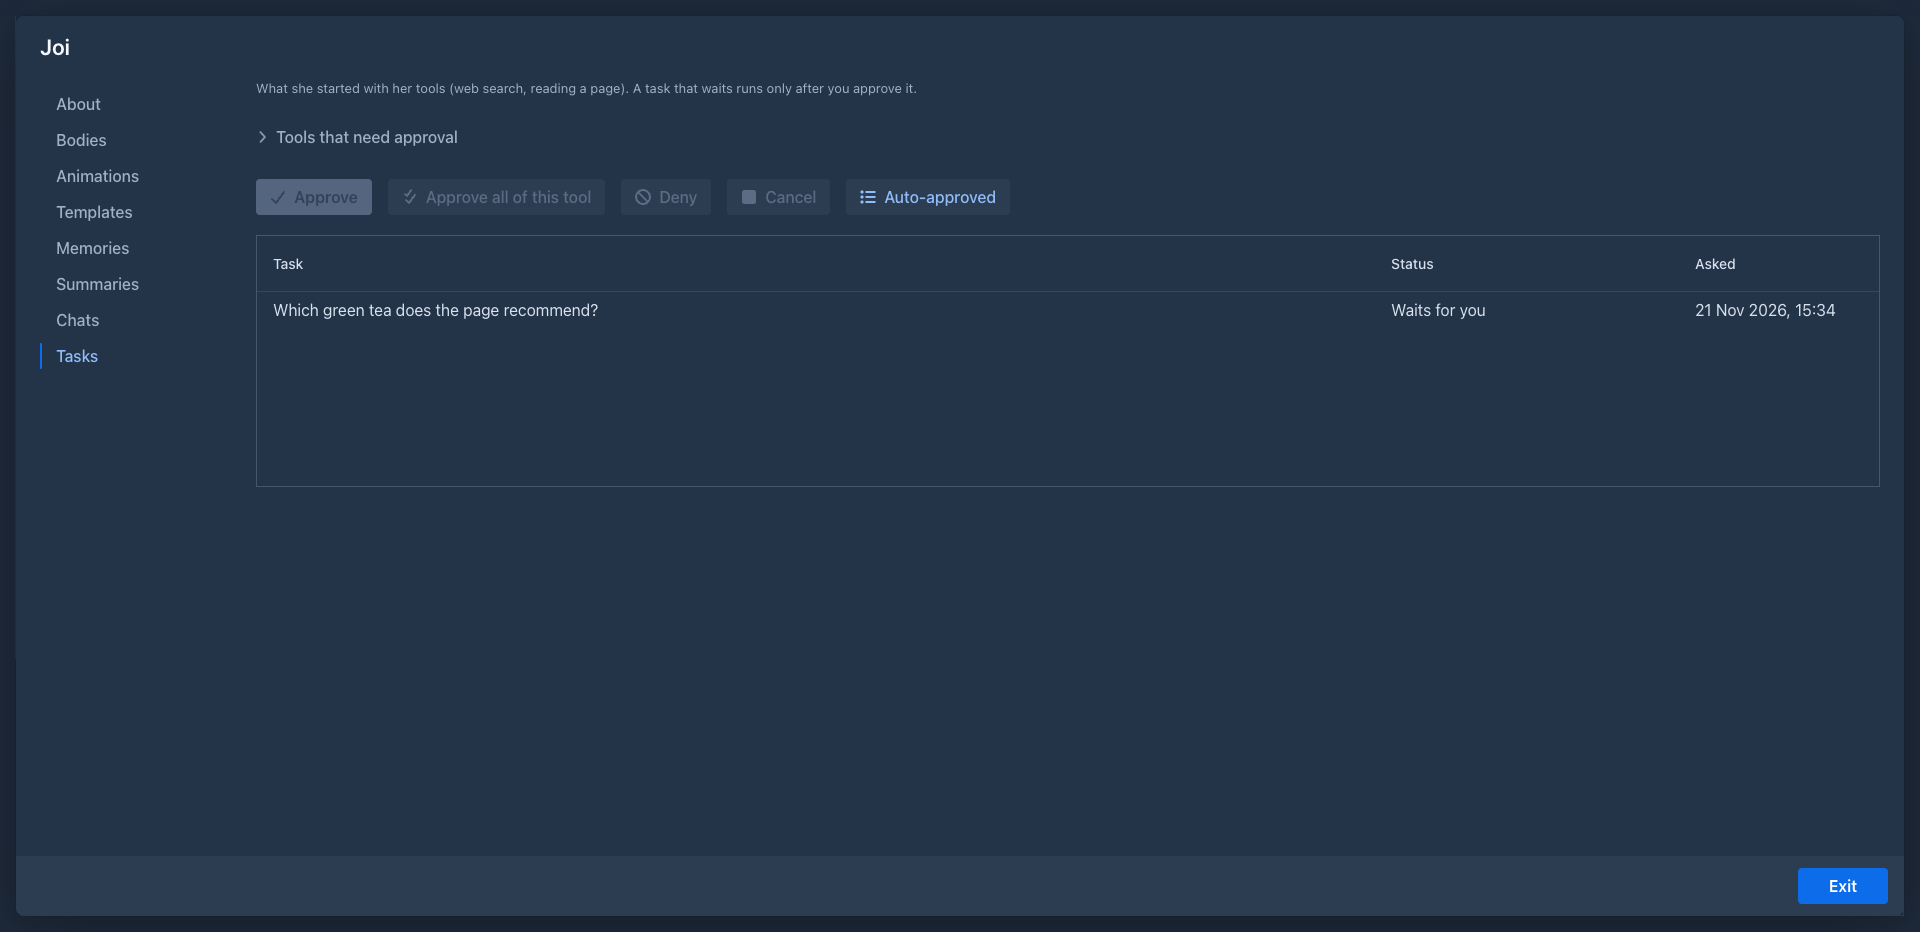 Joi
About
Bodies
Animations
Templates
Memories
Summaries
Chats
Tasks
What she started with her tools (web search, reading a page). A task that waits runs only after you approve it.
Tools that need approval
Approve
Approve all of this tool
Deny
Cancel
Auto-approved
Task Status Asked
Which green tea does the page recommend? Waits for you 21 Nov 2026, 15:34
Exit